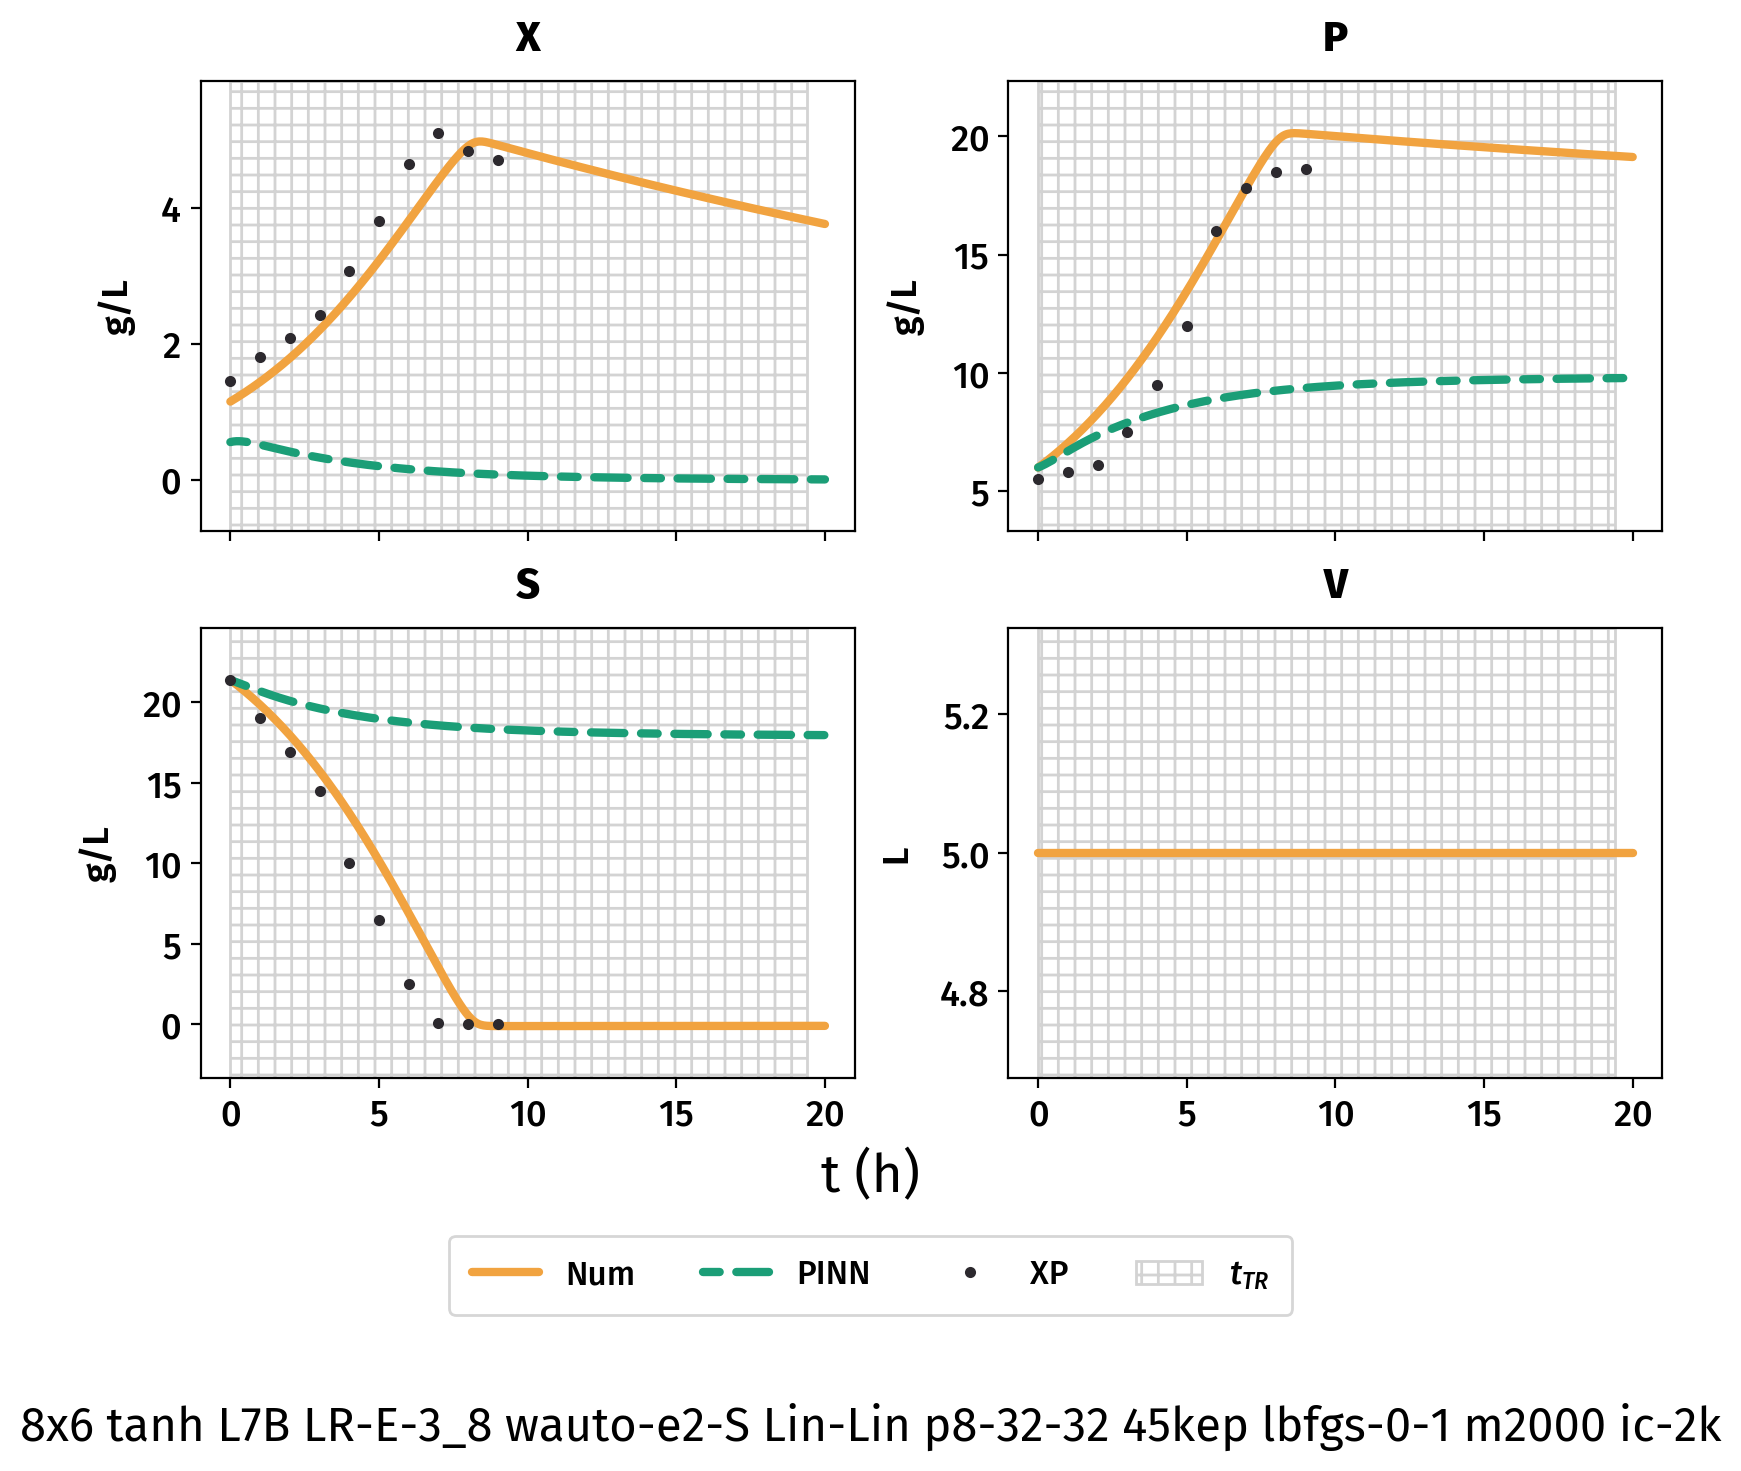 X
g/L
4
2
0
P
g/L
20
15
10
5
S
g/L
20
15
10
5
0
0 5 10 15 20
V
L
5.2
5.0
4.8
0 5 10 15 20
t (h)
Num PINN XP t_TR
8x6 tanh L7B LR-E-3_8 wauto-e2-S Lin-Lin p8-32-32 45kep lbfgs-0-1 m2000 ic-2k